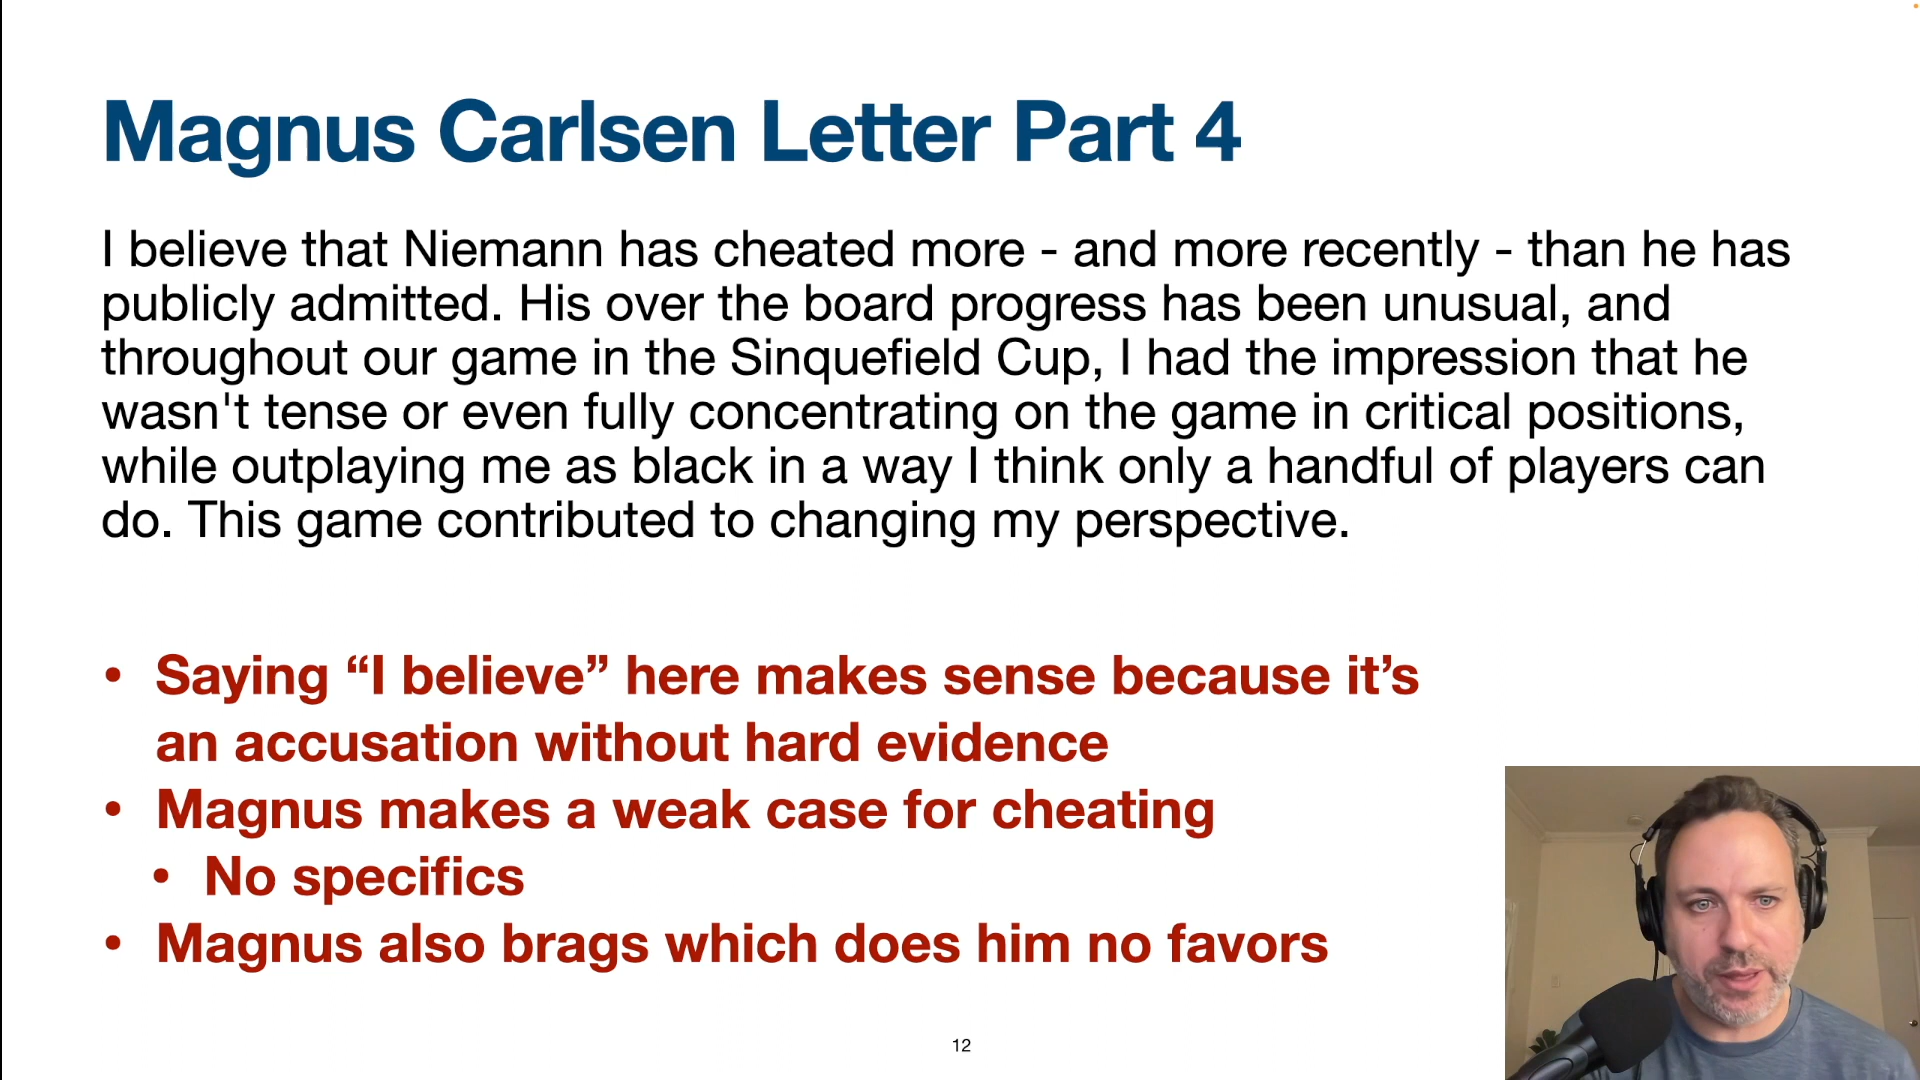 Magnus Carlsen Letter Part 4
I believe that Niemann has cheated more - and more recently - than he has
publicly admitted. His over the board progress has been unusual, and
throughout our game in the Sinquefield Cup, I had the impression that he
wasn't tense or even fully concentrating on the game in critical positions,
while outplaying me as black in a way I think only a handful of players can
do. This game contributed to changing my perspective.
• Saying “I believe” here makes sense because it’s
an accusation without hard evidence
• Magnus makes a weak case for cheating
• No specifics
• Magnus also brags which does him no favors
12